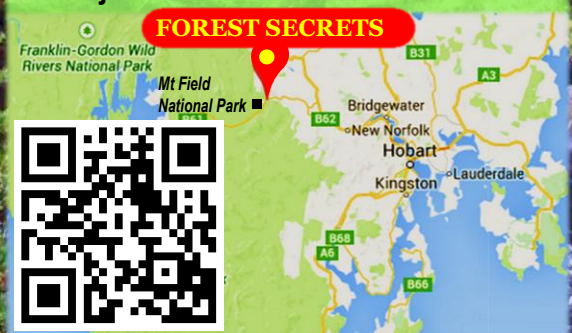 FOREST SECRETS
Franklin-Gordon Wild
Rivers National Park
B31
A3
Mt Field
National Park
B61
B62
Bridgewater
New Norfolk
Hobart
Lauderdale
Kingston
B68
A6
B66